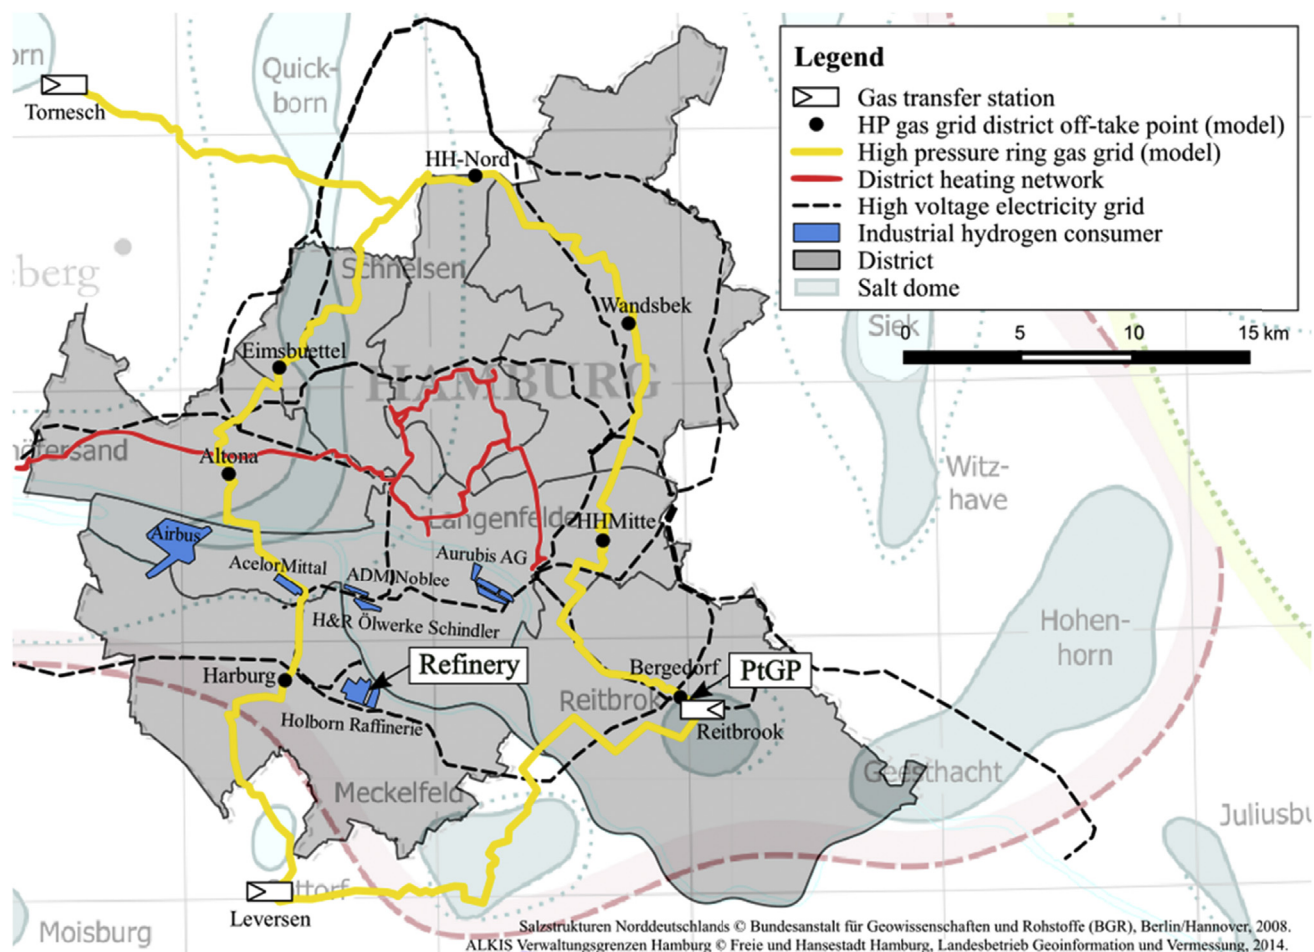 orn
Quick-
born
Tornesch
HH-Nord
Legend
Gas transfer station
HP gas grid district off-take point (model)
High pressure ring gas grid (model)
District heating network
High voltage electricity grid
Industrial hydrogen consumer
District
Salt dome
0 5 10 15 km
eberg
Schnelsen
Wandsbek
Siek
Eimsbuettel
HAMBURG
Altona
Witz-
have
Langenfelde
HHMitte
Airbus
AcelorMittal
ADM Noblee
Aurubis AG
H&R Ölwerke Schindler
Hohen-
horn
Harburg
Refinery
Bergedorf
PtGP
Reitbrok
Holborn Raffinerie
Reitbrook
Geesthacht
Meckelfeld
Juliusbu
Leversen
Moisburg
Salzstrukturen Norddeutschlands © Bundesanstalt für Geowissenschaften und Rohstoffe (BGR), Berlin/Hannover, 2008.
ALKIS Verwaltungsgrenzen Hamburg © Freie und Hansestadt Hamburg, Landesbetrieb Geoinformation und Vermessung, 2014.